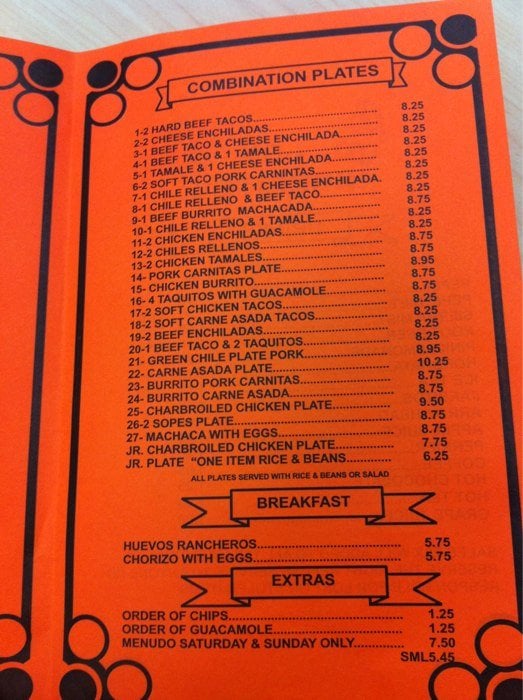 COMBINATION PLATES
1-2 HARD BEEF TACOS 8.25
2-2 CHEESE ENCHILADAS 8.25
3-1 BEEF TACO & CHEESE ENCHILADA 8.25
4-1 BEEF TACO & 1 TAMALE 8.25
5-1 TAMALE & 1 CHEESE ENCHILADA 8.25
6-2 SOFT TACO PORK CARNINTAS 8.25
7-1 CHILE RELLENO & 1 CHEESE ENCHILADA. 8.25
8-1 CHILE RELLENO & BEEF TACO 8.25
9-1 BEEF BURRITO MACHACADA 8.75
10-1 CHILE RELLENO & 1 TAMALE 8.25
11-2 CHICKEN ENCHILADAS 8.25
12-2 CHILES RELLENOS 8.75
13-2 CHICKEN TAMALES 8.75
14- PORK CARNITAS PLATE 8.95
15- CHICKEN BURRITO 8.75
16- 4 TAQUITOS WITH GUACAMOLE 8.75
17-2 SOFT CHICKEN TACOS 8.25
18-2 SOFT CARNE ASADA TACOS 8.25
19-2 BEEF ENCHILADAS 8.25
20-1 BEEF TACO & 2 TAQUITOS 8.25
21- GREEN CHILE PLATE PORK 8.95
22- CARNE ASADA PLATE 10.25
23- BURRITO PORK CARNITAS 8.75
24- BURRITO CARNE ASADA 8.75
25- CHARBROILED CHICKEN PLATE 9.50
26-2 SOPES PLATE 8.75
27- MACHACA WITH EGGS 8.75
JR. CHARBROILED CHICKEN PLATE 7.75
JR. PLATE "ONE ITEM RICE & BEANS 6.25
ALL PLATES SERVED WITH RICE & BEANS OR SALAD
BREAKFAST
HUEVOS RANCHEROS 5.75
CHORIZO WITH EGGS 5.75
EXTRAS
ORDER OF CHIPS 1.25
ORDER OF GUACAMOLE 1.25
MENUDO SATURDAY & SUNDAY ONLY 7.50
SML5.45